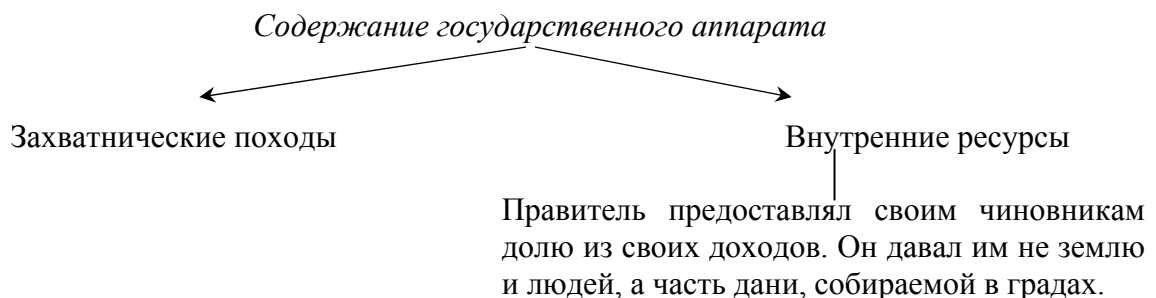 Содержание государственного аппарата
Захватнические походы
Внутренние ресурсы
Правитель предоставлял своим чиновникам
долю из своих доходов. Он давал им не землю
и людей, а часть дани, собираемой в градах.